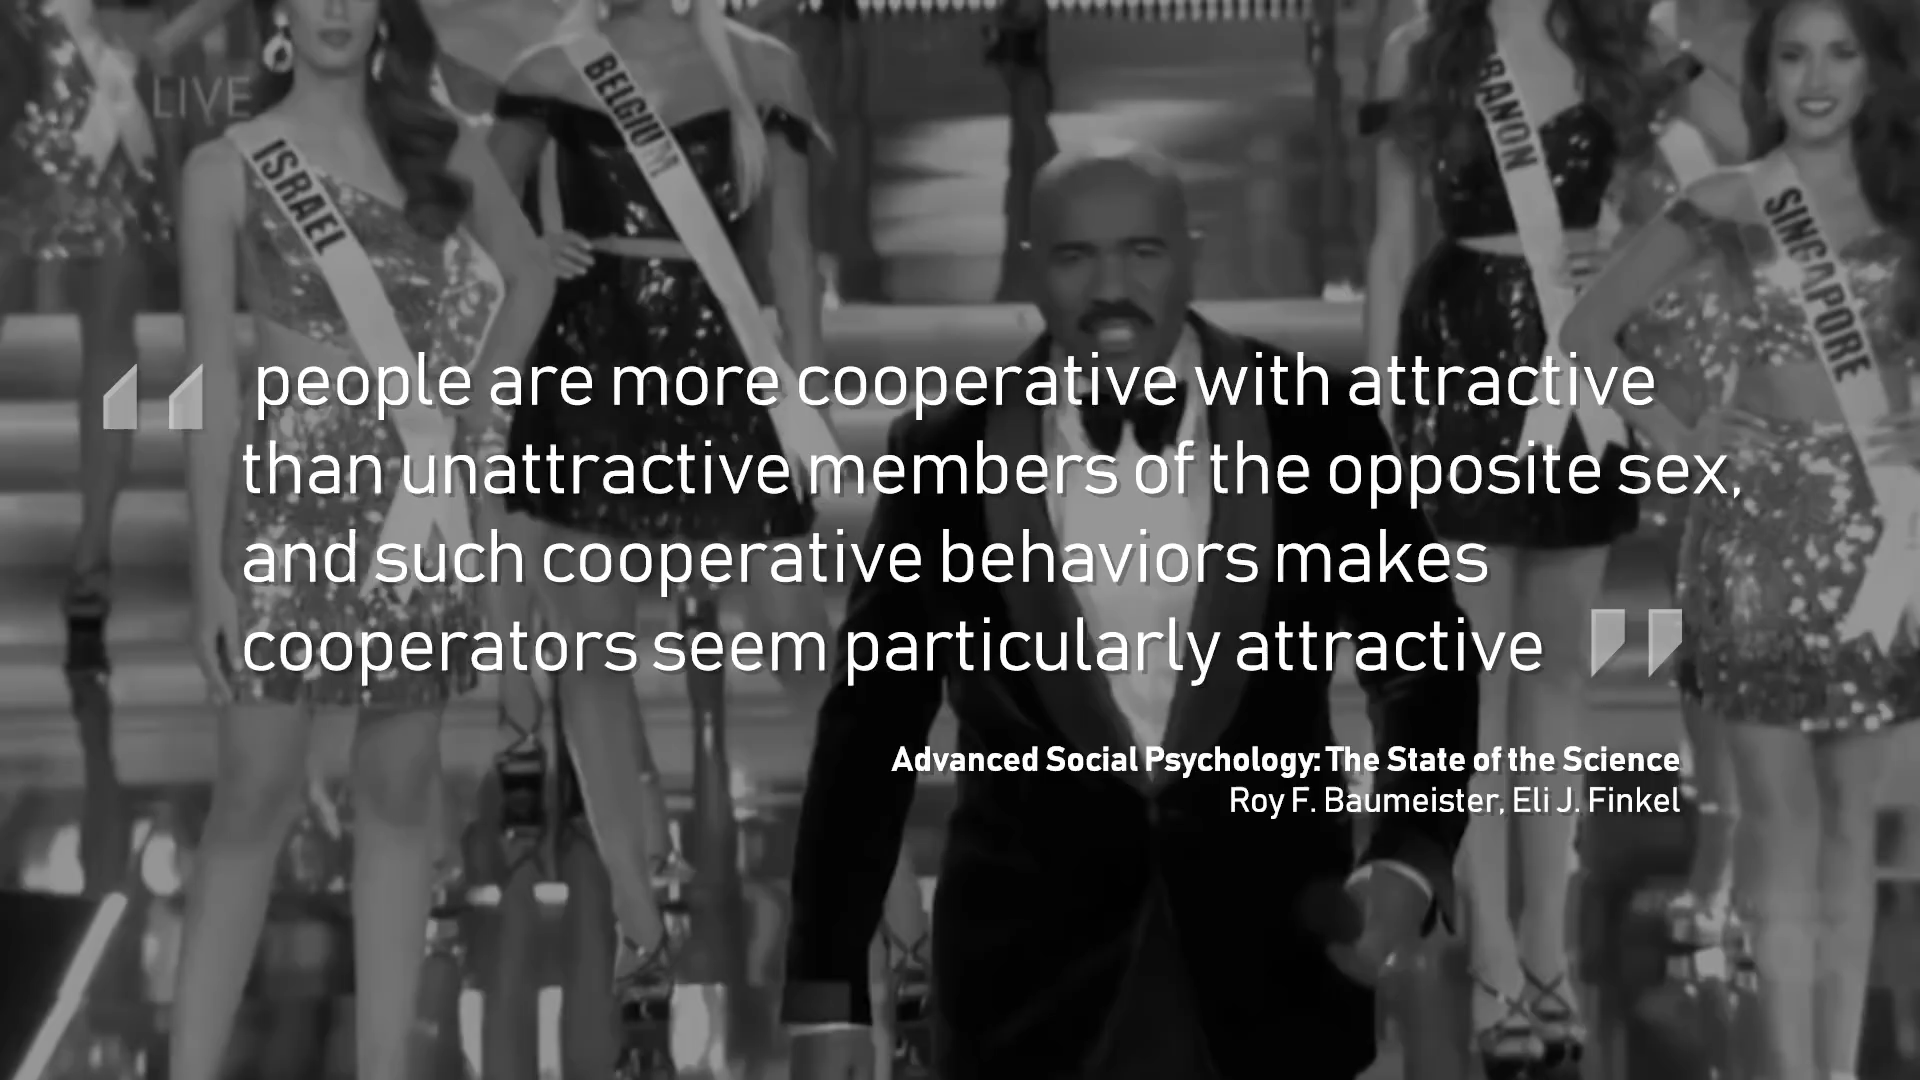 LIVE
ISRAEL
BELGIUM
BANON
SINGAPORE
“ people are more cooperative with attractive
than unattractive members of the opposite sex,
and such cooperative behaviors makes
cooperators seem particularly attractive ”
Advanced Social Psychology: The State of the Science
Roy F. Baumeister, Eli J. Finkel